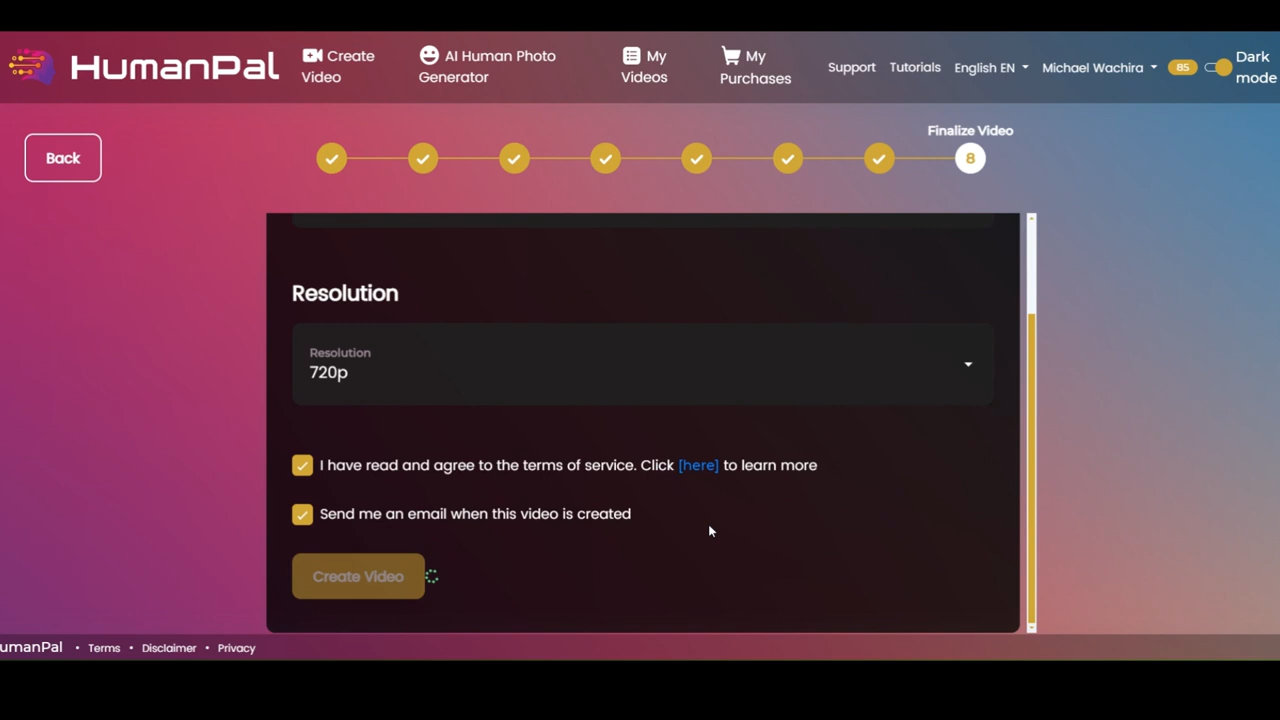 HumanPal
Create Video
AI Human Photo Generator
My Videos
My Purchases
Support
Tutorials
English EN
Michael Wachira
85
Dark mode
Back
Finalize Video
8
Resolution
Resolution
720p
I have read and agree to the terms of service. Click [here] to learn more
Send me an email when this video is created
Create Video
umanPal • Terms • Disclaimer • Privacy